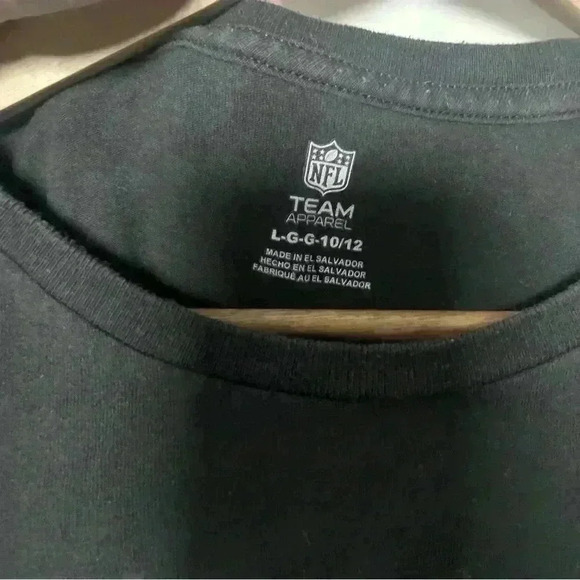 NFL
TEAM
APPAREL
L-G-G-10/12
MADE IN EL SALVADOR
HECHO EN EL SALVADOR
FABRIQUÉ AU EL SALVADOR